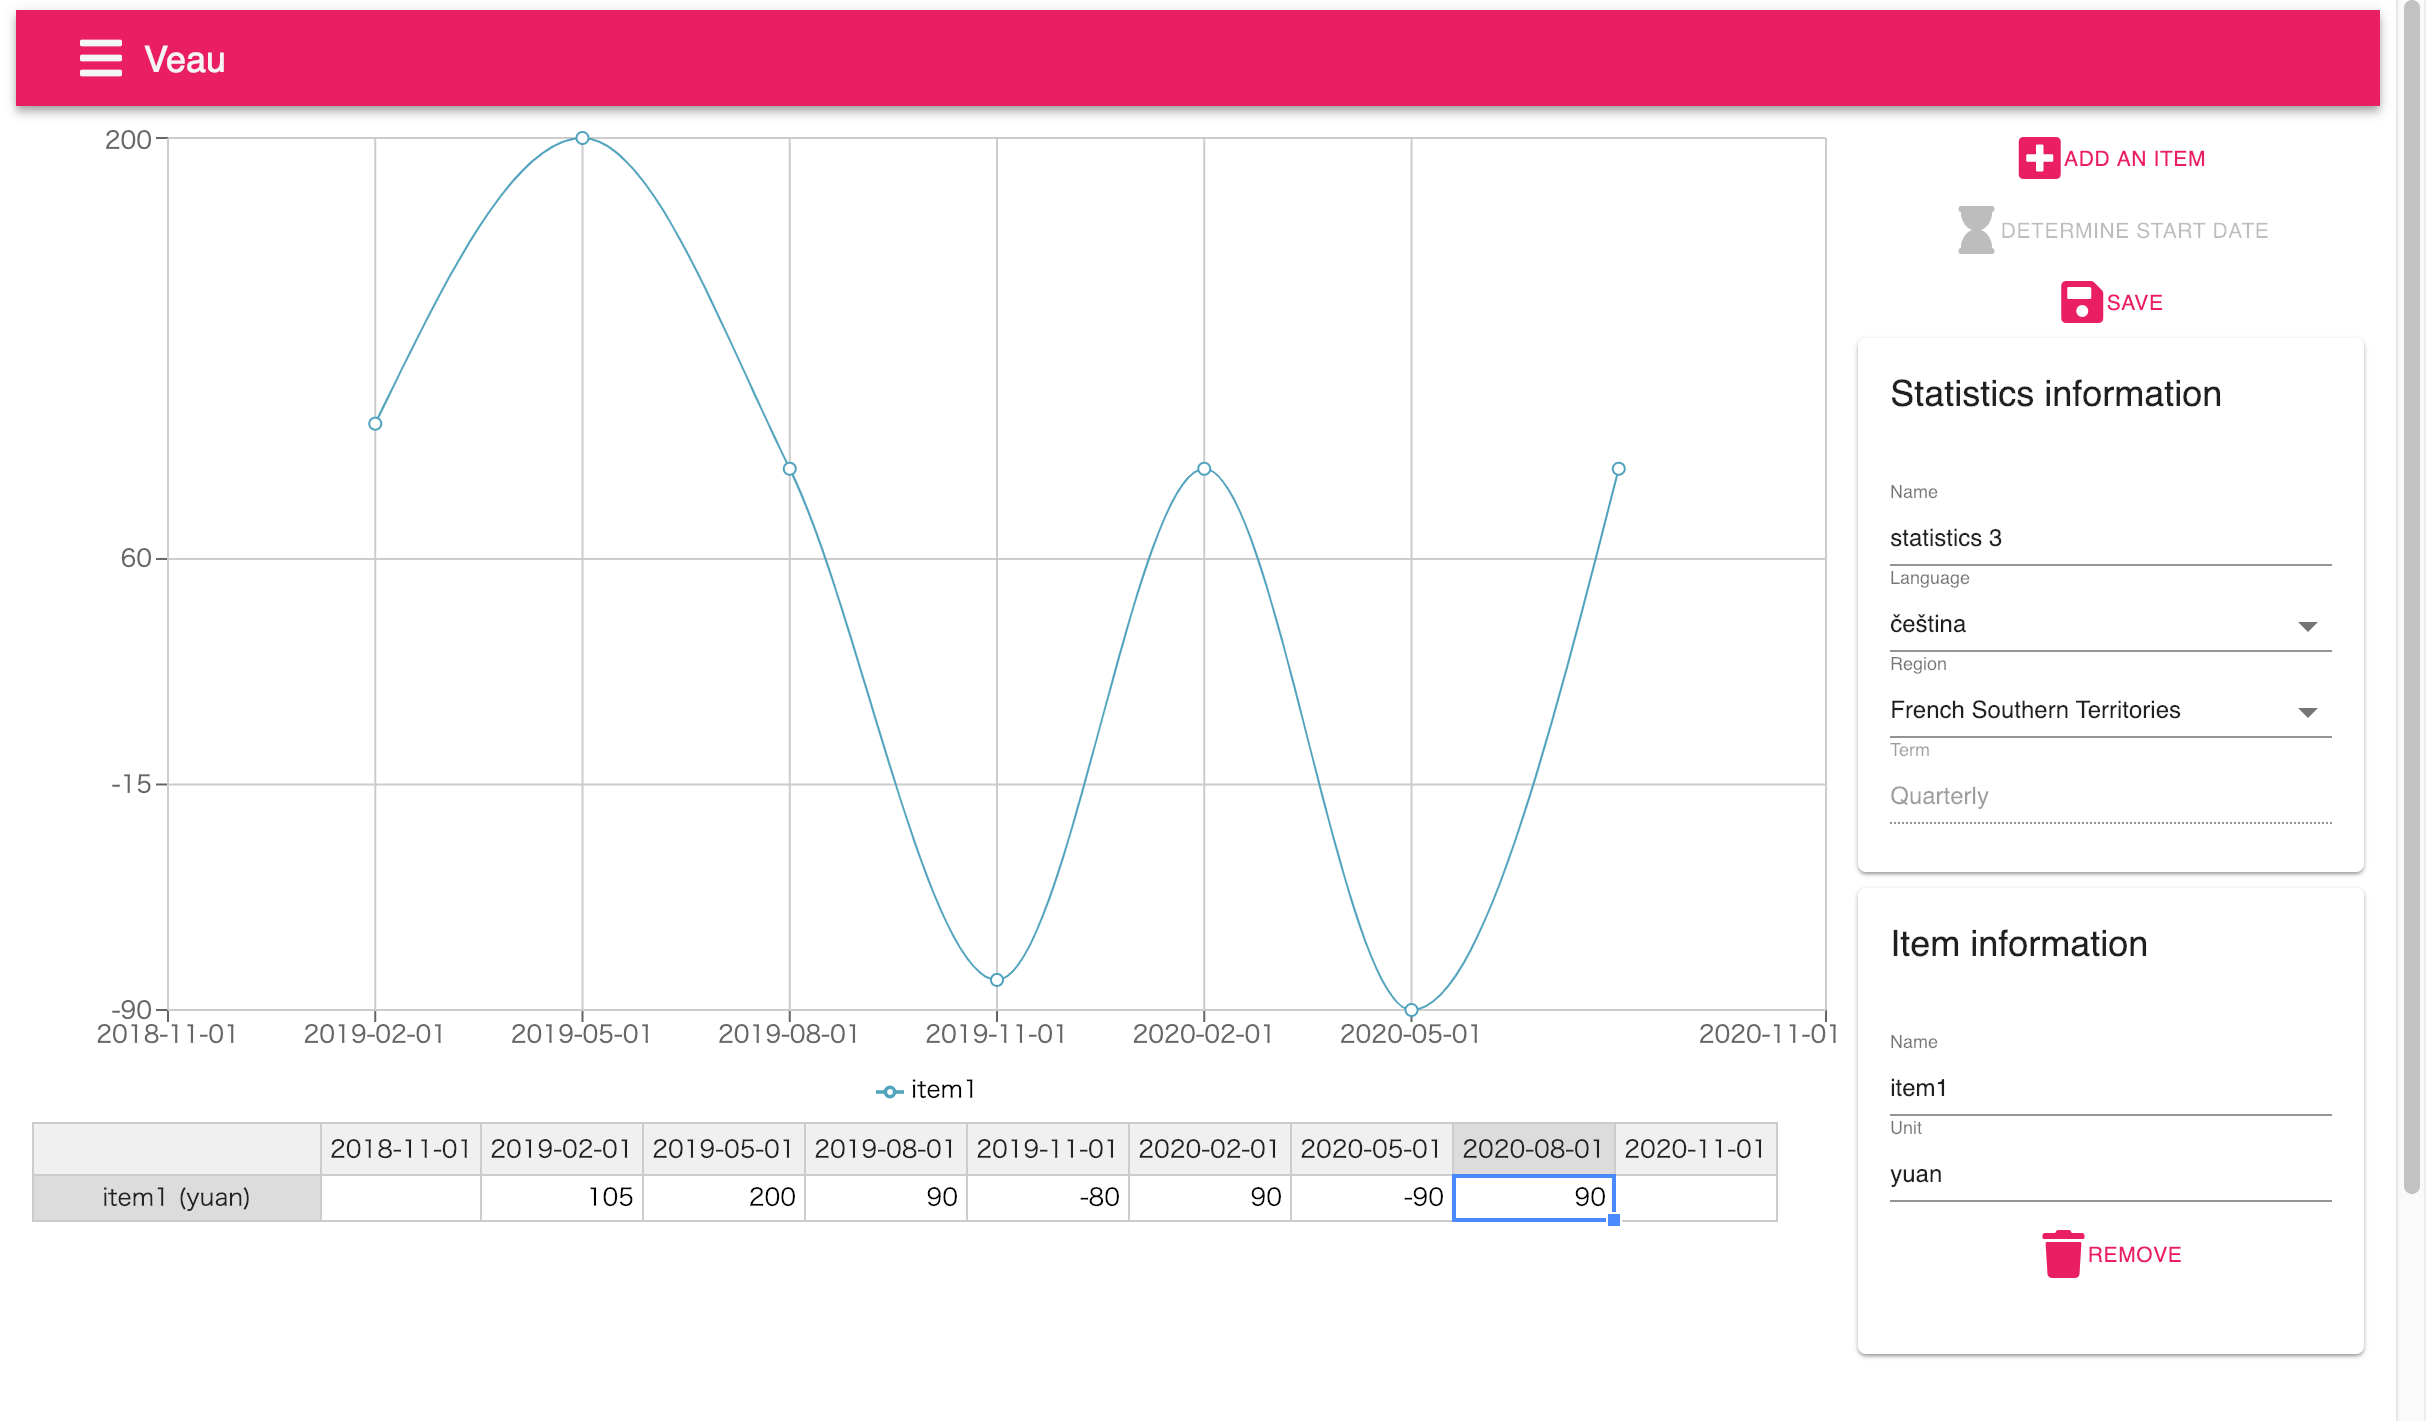 Veau
200
60
-15
-90
2018-11-01 2019-02-01 2019-05-01 2019-08-01 2019-11-01 2020-02-01 2020-05-01 2020-11-01
item1
2018-11-01 2019-02-01 2019-05-01 2019-08-01 2019-11-01 2020-02-01 2020-05-01 2020-08-01 2020-11-01
item1 (yuan) 105 200 90 -80 90 -90 90
ADD AN ITEM
DETERMINE START DATE
SAVE
Statistics information
Name
statistics 3
Language
čeština
Region
French Southern Territories
Term
Quarterly
Item information
Name
item1
Unit
yuan
REMOVE